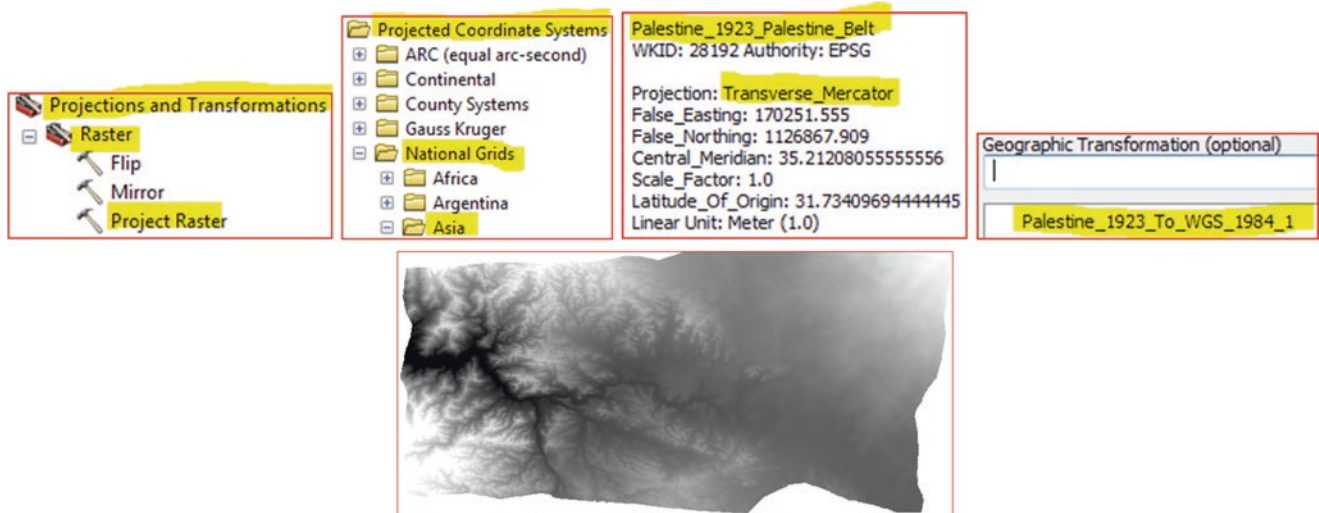 Projections and Transformations
Raster
Flip
Mirror
Project Raster
Projected Coordinate Systems
ARC (equal arc-second)
Continental
County Systems
Gauss Kruger
National Grids
Africa
Argentina
Asia
Palestine_1923_Palestine_Belt
WKID: 28192 Authority: EPSG
Projection: Transverse_Mercator
False_Easting: 170251.555
False_Northing: 1126867.909
Central_Meridian: 35.21208055555556
Scale_Factor: 1.0
Latitude_Of_Origin: 31.73409694444445
Linear Unit: Meter (1.0)
Geographic Transformation (optional)
Palestine_1923_To_WGS_1984_1